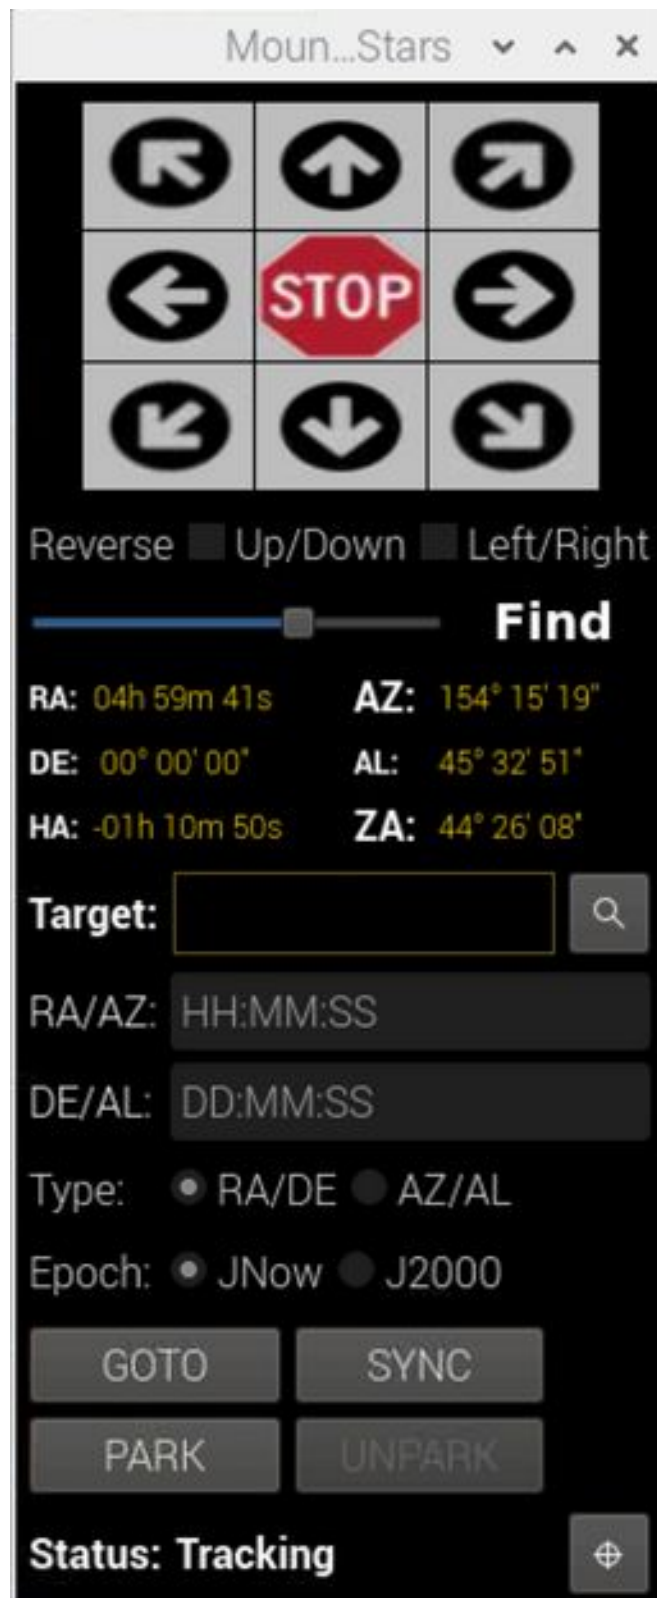 Moun...Stars
STOP
Reverse Up/Down Left/Right
Find
RA: 04h 59m 41s AZ: 154° 15' 19"
DE: 00° 00' 00" AL: 45° 32' 51"
HA: -01h 10m 50s ZA: 44° 26' 08"
Target:
RA/AZ: HH:MM:SS
DE/AL: DD:MM:SS
Type: RA/DE AZ/AL
Epoch: JNow J2000
GOTO SYNC
PARK UNPARK
Status: Tracking